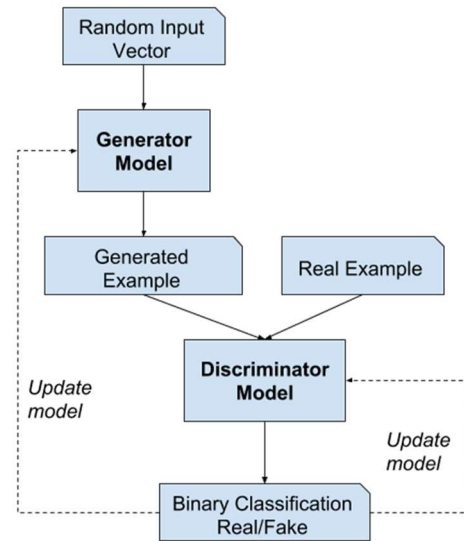 Random Input
Vector
Generator
Model
Generated
Example
Real Example
Discriminator
Model
Update
model
Update
model
Binary Classification
Real/Fake